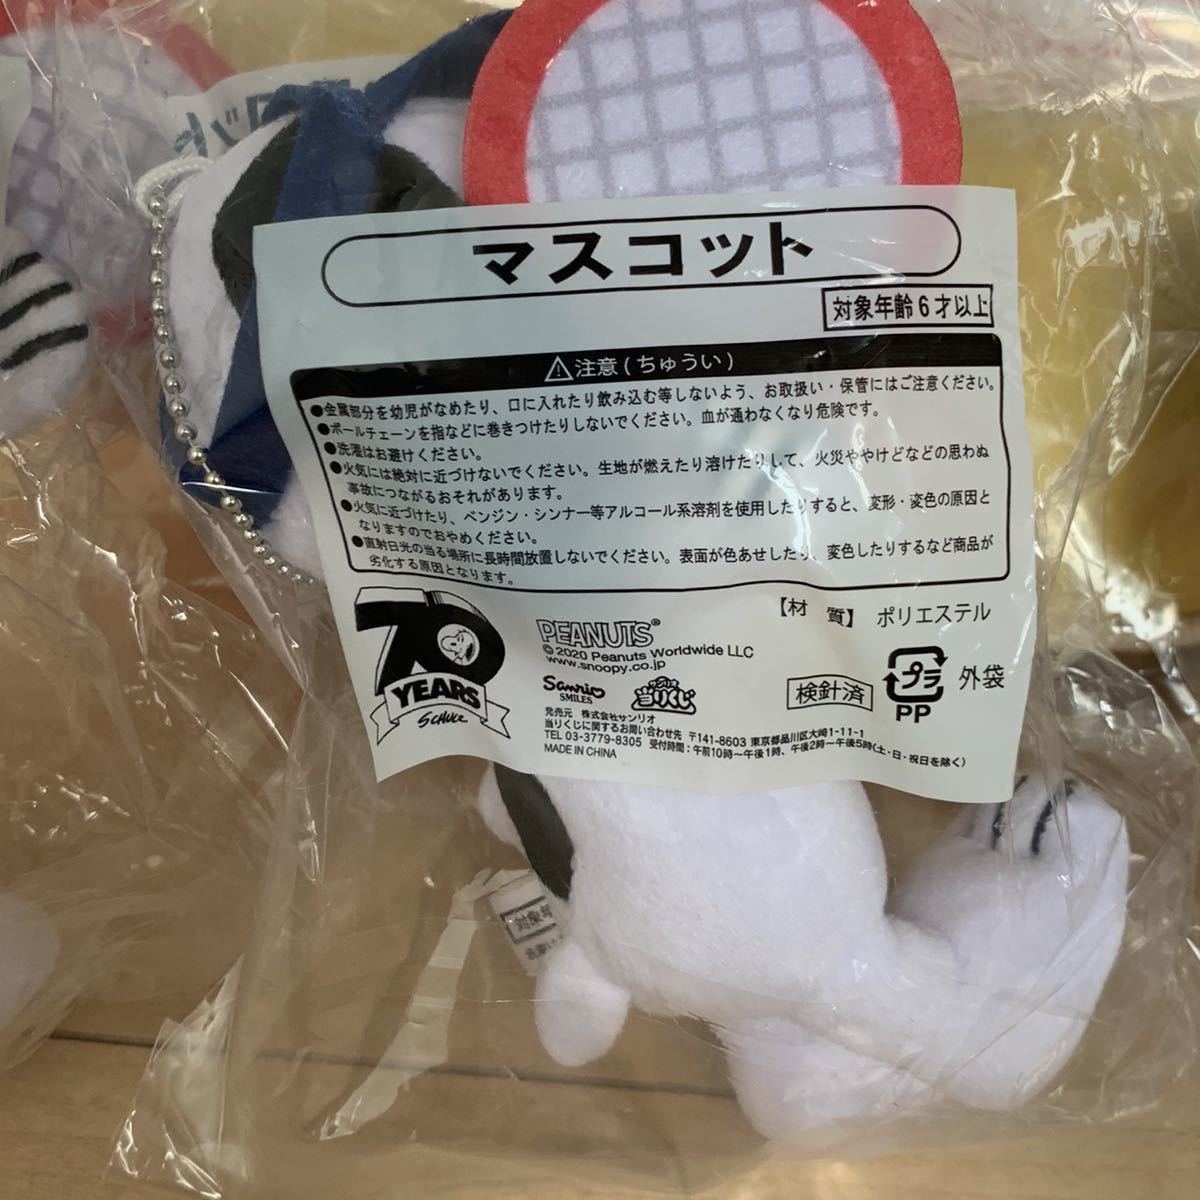 マスコット
対象年齢6才以上
⚠注意(ちゅうい)
●金属部分を幼児がなめたり、口に入れたり飲み込む等しないよう、お取扱い・保管にはご注意ください。
●ボールチェーンを指などに巻きつけたりしないでください。血が通わなくなり危険です。
●洗濯はお避けください。
●火気には絶対に近づけないでください。生地が燃えたり溶けたりして、火災ややけどなどの思わぬ
事故につながるおそれがあります。
●火気に近づけたり、ベンジン・シンナー等アルコール系溶剤を使用したりすると、変形・変色の原因と
なりますのでおやめください。
●直射日光の当る場所に長時間放置しないでください。表面が色あせしたり、変色したりするなど商品が
劣化する原因となります。
【材 質】 ポリエステル
70
YEARS
SCHULZ
PEANUTS®
© 2020 Peanuts Worldwide LLC
www.snoopy.co.jp
Sanrio
SMILES
サンリオ
当りくじ
検針済
プラ
PP
外袋
発売元 株式会社サンリオ
当りくじに関するお問い合わせ先 〒141-8603 東京都品川区大崎1-11-1
TEL 03-3779-8305 受付時間:午前10時〜午後1時、午後2時〜午後5時(土・日・祝日を除く)
MADE IN CHINA
対象年